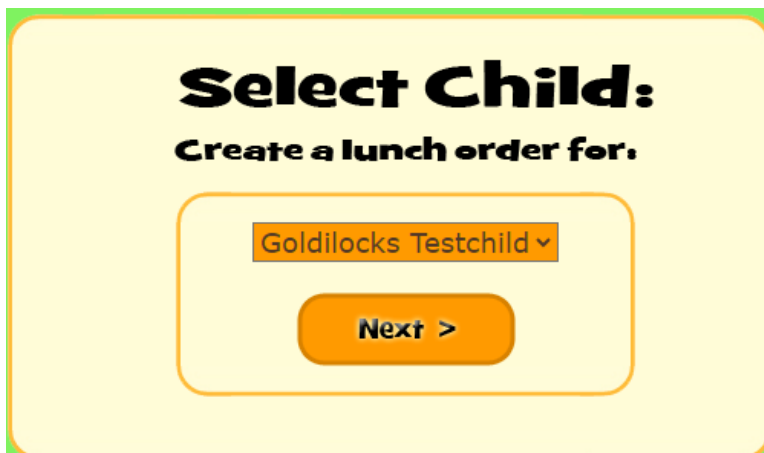 Select Child:
Create a lunch order for:
Goldilocks Testchild
Next >